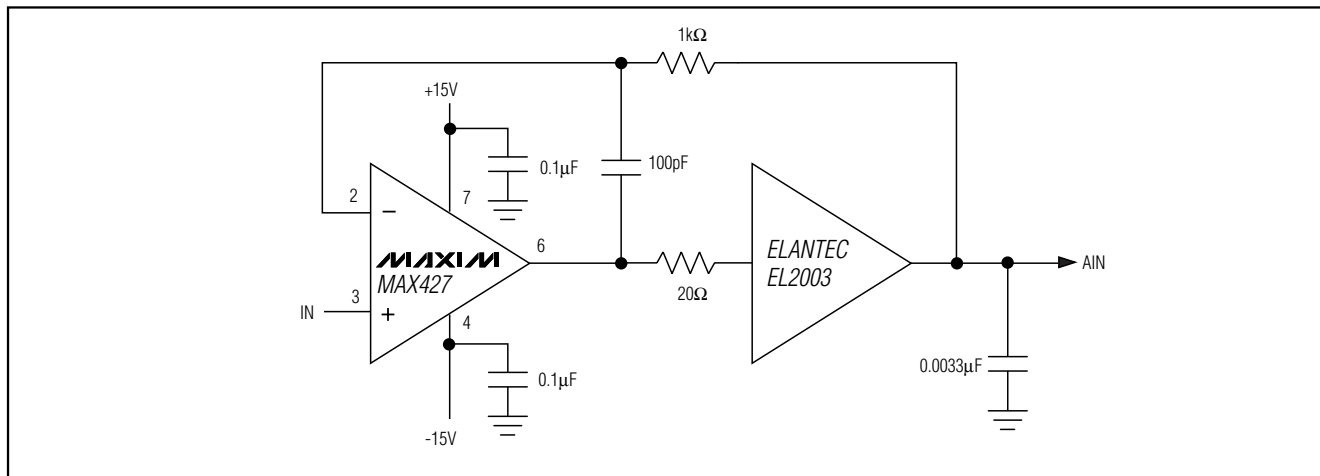 1kΩ
+15V
0.1µF
100pF
2
7
−
MAXIM
MAX427
6
ELANTEC
EL2003
AIN
20Ω
IN
3
+
4
0.1µF
0.0033µF
-15V